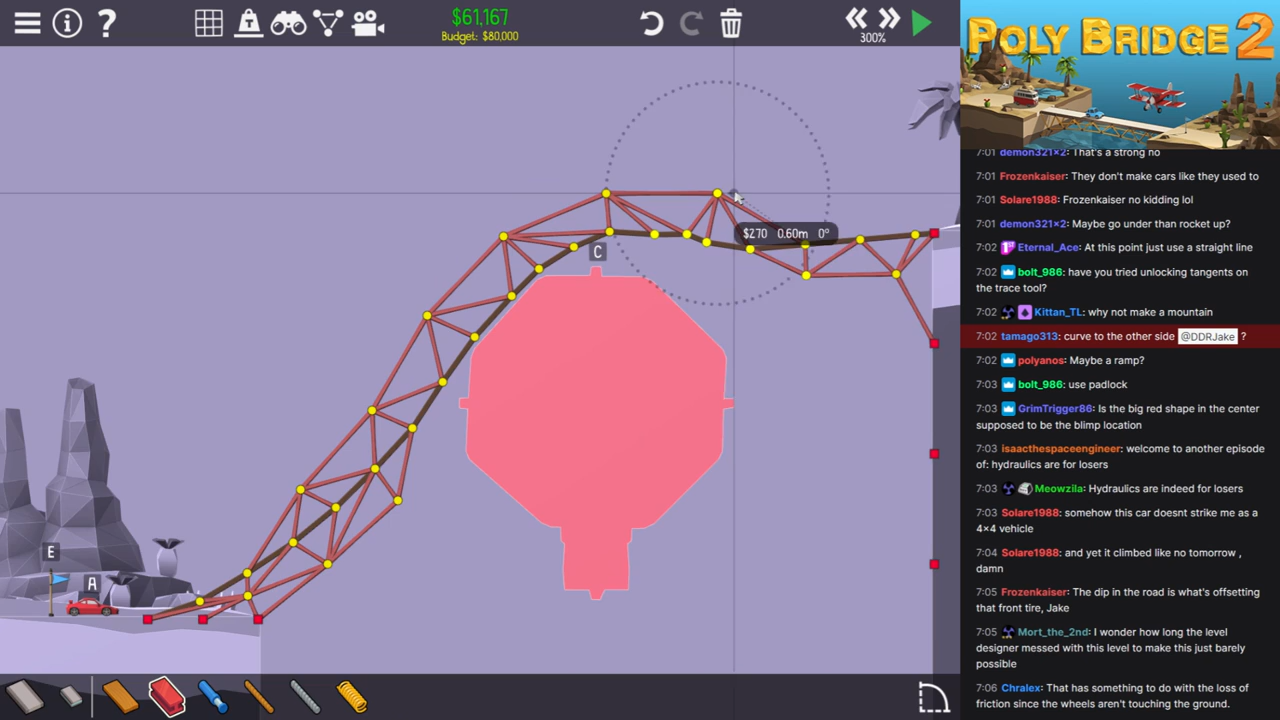 $61,167
Budget: $80,000
300%
POLY BRIDGE 2
$270 0.60m 0°
C
E
A
7:01 demon321x2: That's a strong no
7:01 Frozenkaiser: They don't make cars like they used to
7:01 Solare1988: Frozenkaiser no kidding lol
7:01 demon321x2: Maybe go under than rocket up?
7:02 Eternal_Ace: At this point just use a straight line
7:02 bolt_986: have you tried unlocking tangents on
the trace tool?
7:02 Kittan_TL: why not make a mountain
7:02 tamago313: curve to the other side @DDRJake ?
7:02 polyanos: Maybe a ramp?
7:03 bolt_986: use padlock
7:03 GrimTrigger86: Is the big red shape in the center
supposed to be the blimp location
7:03 isaacthespaceengineer: welcome to another episode
of: hydraulics are for losers
7:03 Meowzila: Hydraulics are indeed for losers
7:03 Solare1988: somehow this car doesnt strike me as a
4x4 vehicle
7:04 Solare1988: and yet it climbed like no tomorrow ,
damn
7:05 Frozenkaiser: The dip in the road is what's offsetting
that front tire, Jake
7:05 Mort_the_2nd: I wonder how long the level
designer messed with this level to make this just barely
possible
7:06 Chralex: That has something to do with the loss of
friction since the wheels aren't touching the ground.